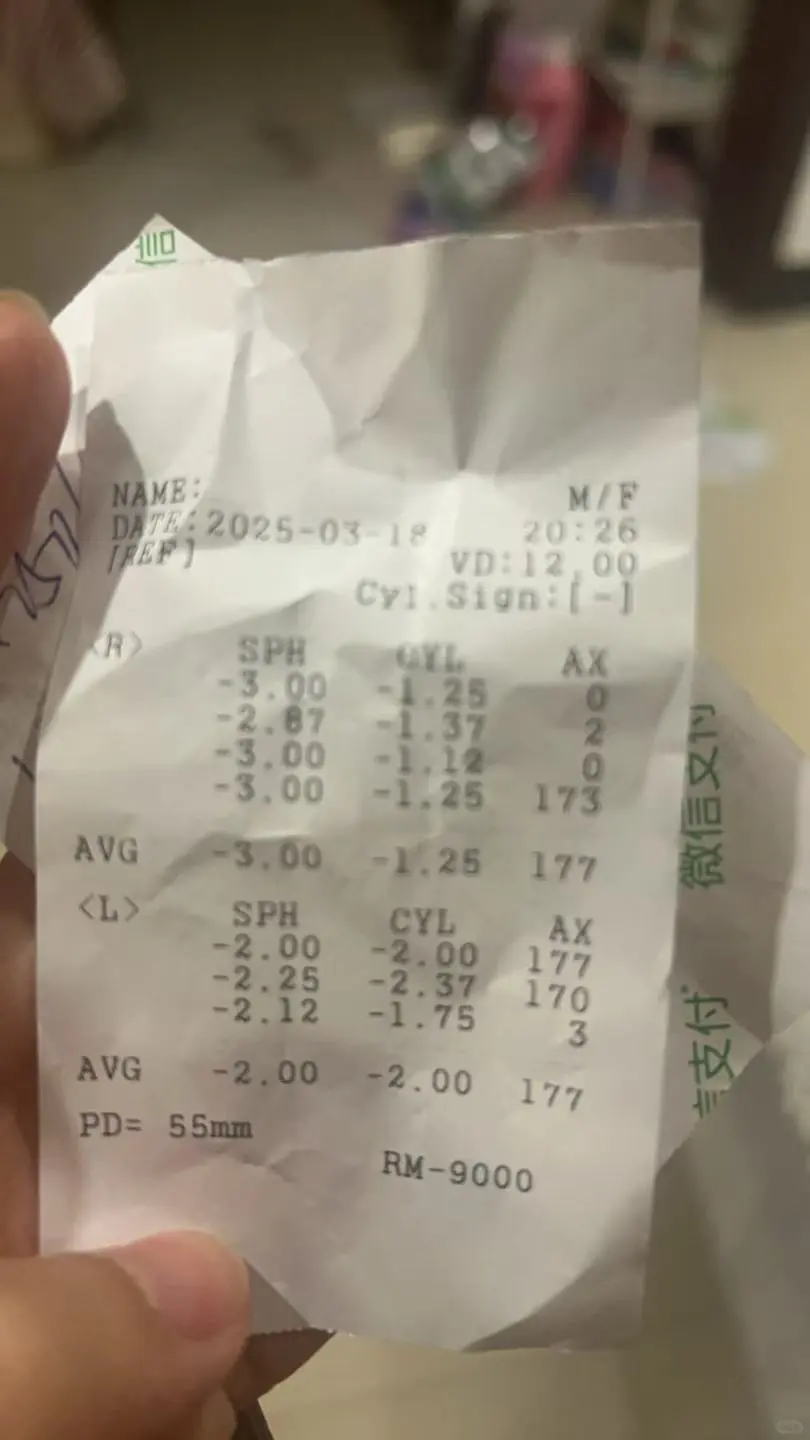 NAME: M/F
DATE:2025-03-18 20:26
[REF] VD:12.00
Cyl.Sign:[-]
<R> SPH CYL AX
-3.00 -1.25 0
-2.87 -1.37 2
-3.00 -1.12 0
-3.00 -1.25 173
AVG -3.00 -1.25 177
<L> SPH CYL AX
-2.00 -2.00 177
-2.25 -2.37 170
-2.12 -1.75 3
AVG -2.00 -2.00 177
PD= 55mm
RM-9000
微信支付
支付